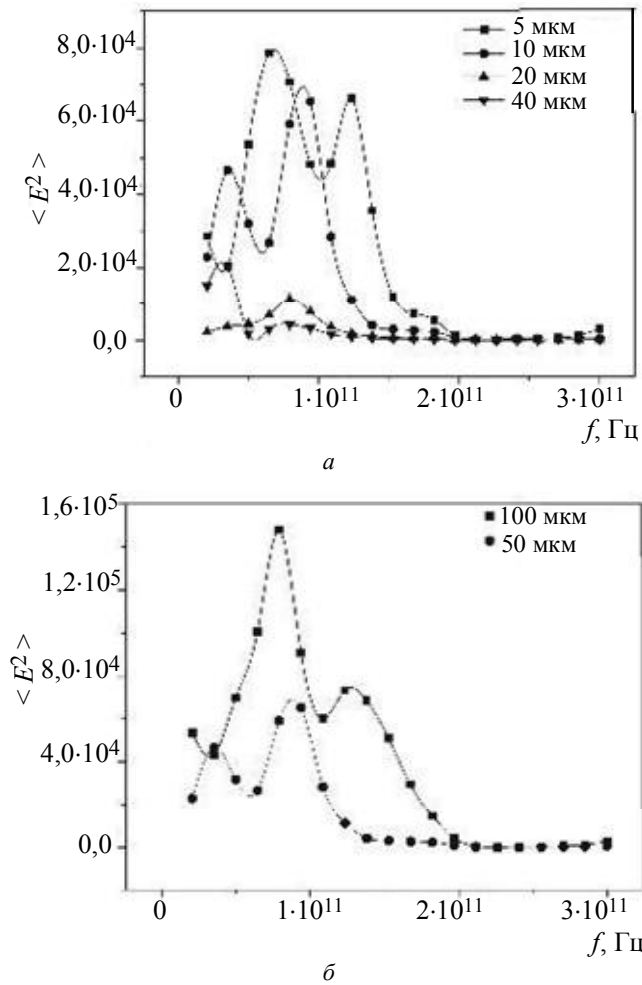 5 мкм
10 мкм
20 мкм
40 мкм
8,0·10⁴
6,0·10⁴
4,0·10⁴
2,0·10⁴
0,0
< E² >
0 1·10¹¹ 2·10¹¹ 3·10¹¹
f, Гц
а
1,6·10⁵
1,2·10⁵
8,0·10⁴
4,0·10⁴
0,0
< E² >
100 мкм
50 мкм
0 1·10¹¹ 2·10¹¹ 3·10¹¹
f, Гц
б